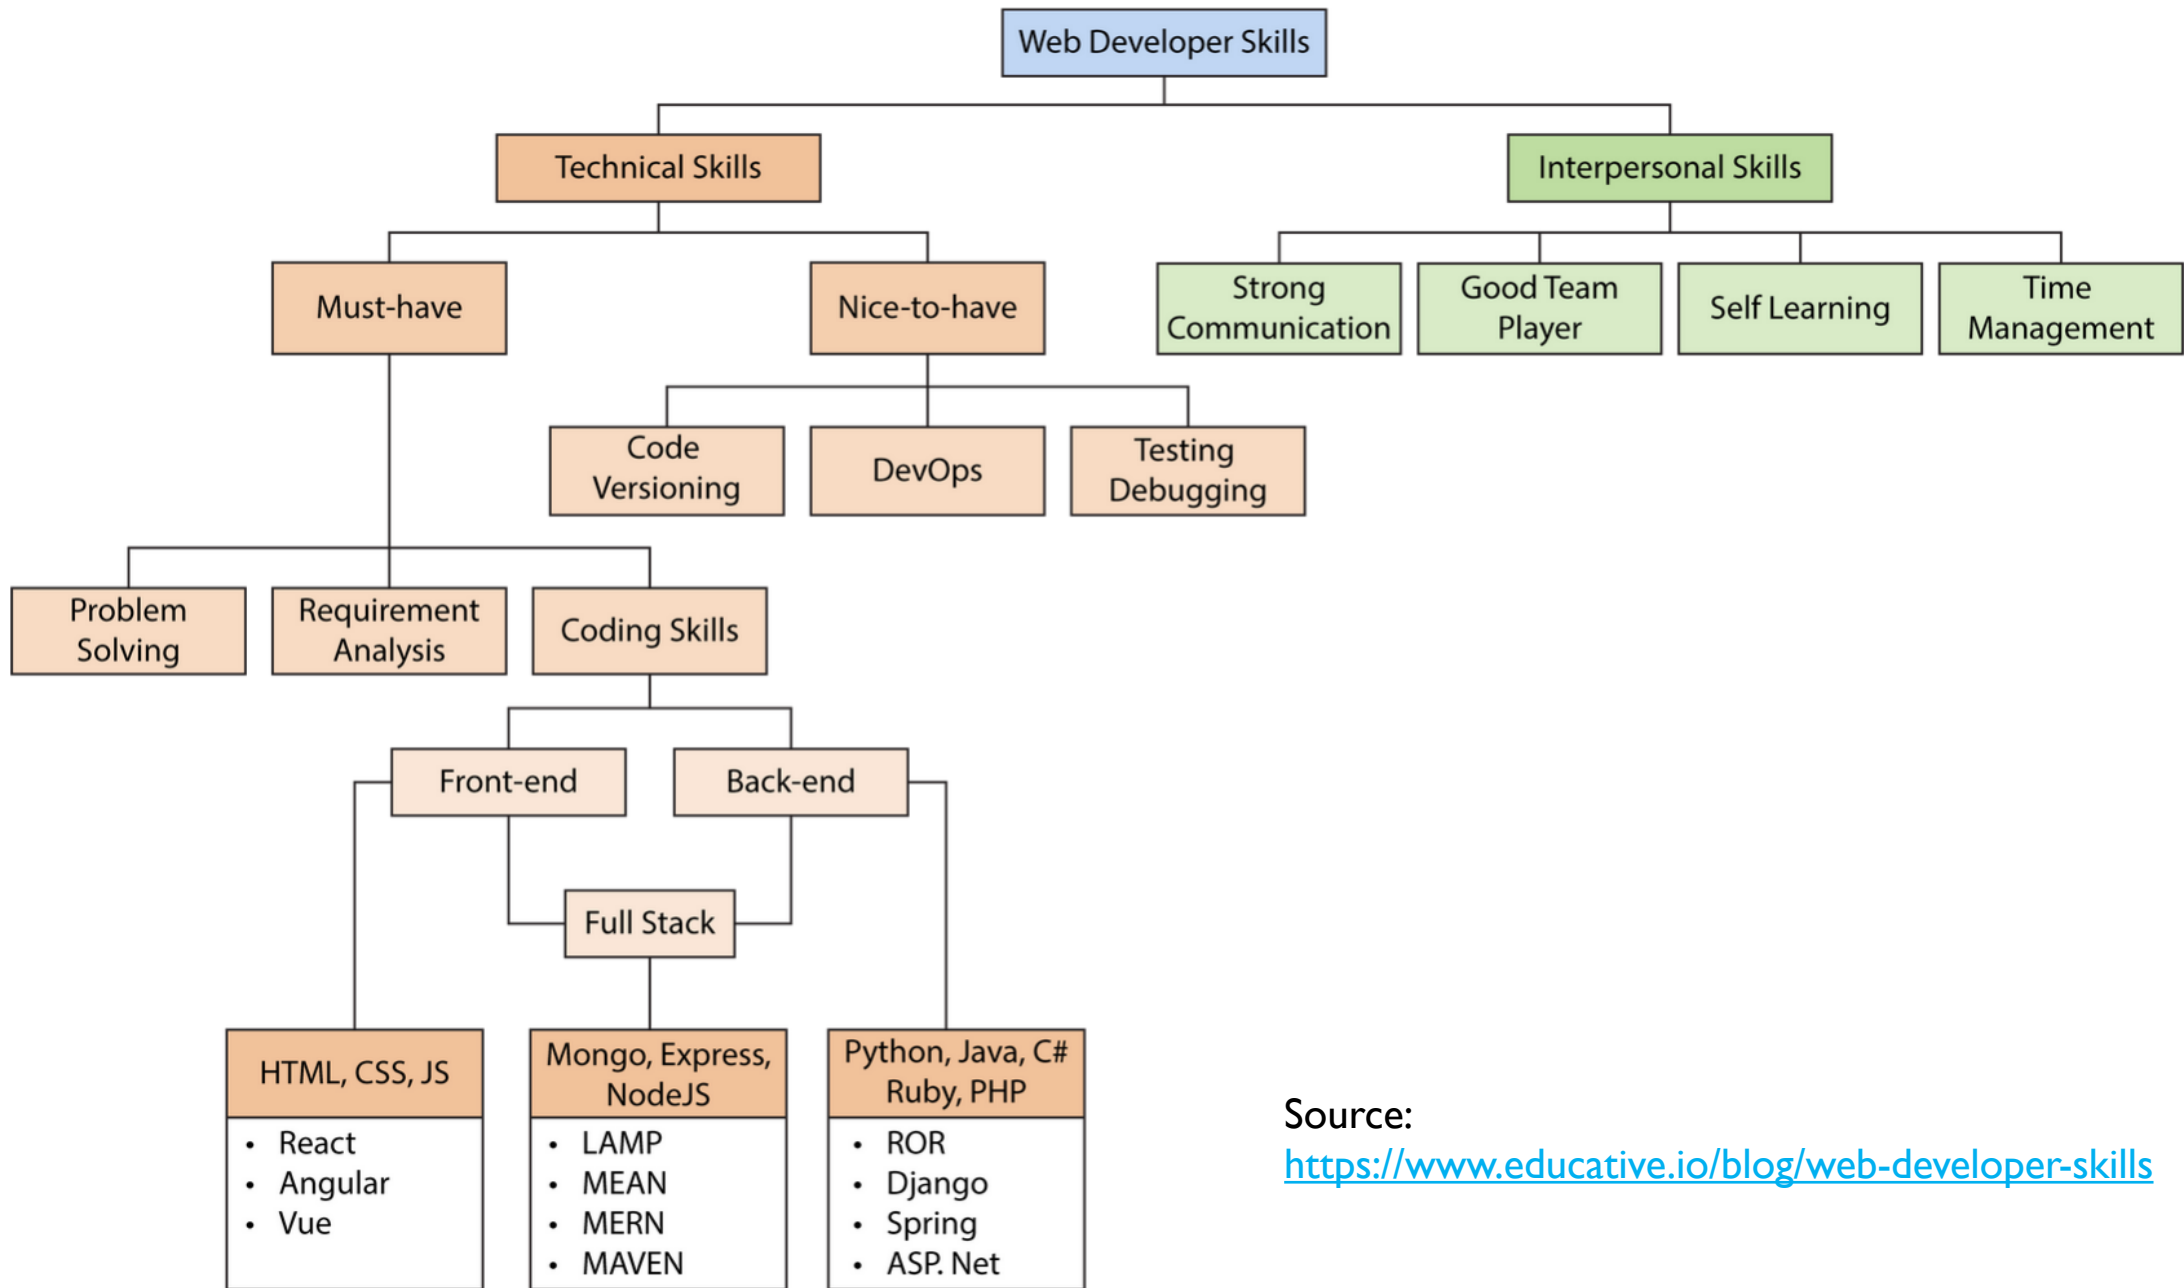 Web Developer Skills
Technical Skills
Interpersonal Skills
Must-have
Nice-to-have
Strong
Communication
Good Team
Player
Self Learning
Time
Management
Code
Versioning
DevOps
Testing
Debugging
Problem
Solving
Requirement
Analysis
Coding Skills
Front-end
Back-end
Full Stack
HTML, CSS, JS
• React
• Angular
• Vue
Mongo, Express,
NodeJS
• LAMP
• MEAN
• MERN
• MAVEN
Python, Java, C#
Ruby, PHP
• ROR
• Django
• Spring
• ASP. Net
Source:
https://www.educative.io/blog/web-developer-skills